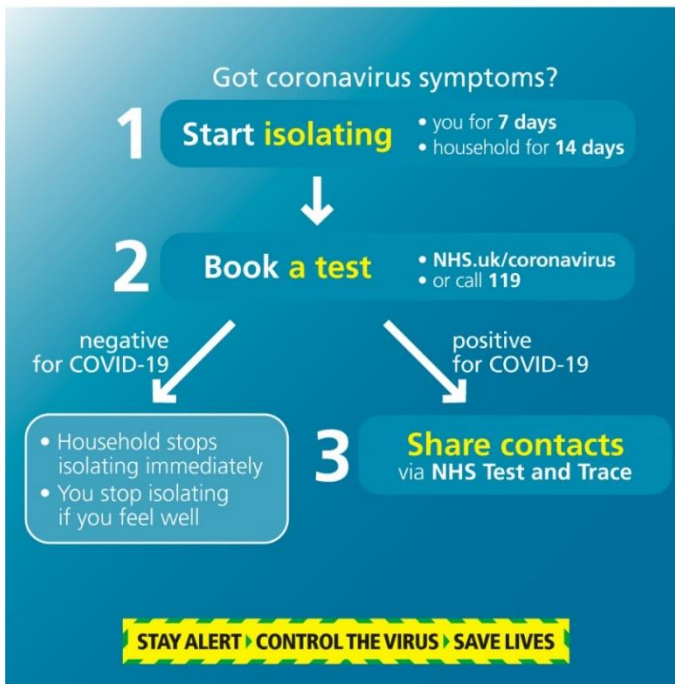 Got coronavirus symptoms?
1 Start isolating
• you for 7 days
• household for 14 days
2 Book a test
• NHS.uk/coronavirus
• or call 119
negative
for COVID-19
positive
for COVID-19
• Household stops
isolating immediately
• You stop isolating
if you feel well
3 Share contacts
via NHS Test and Trace
STAY ALERT CONTROL THE VIRUS SAVE LIVES